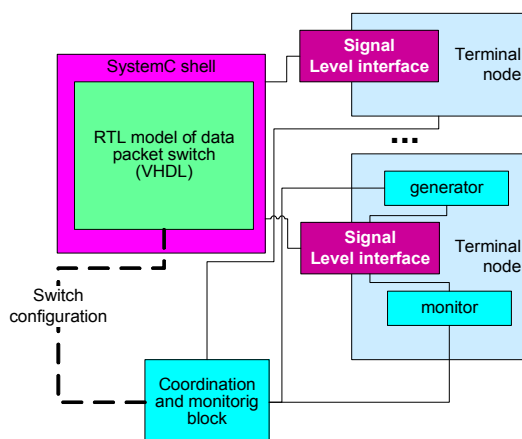 SystemC shell
RTL model of data
packet switch
(VHDL)
Signal
Level interface
Terminal
node
...
generator
Signal
Level interface
Terminal
node
monitor
Switch
configuration
Coordination
and monitorig
block